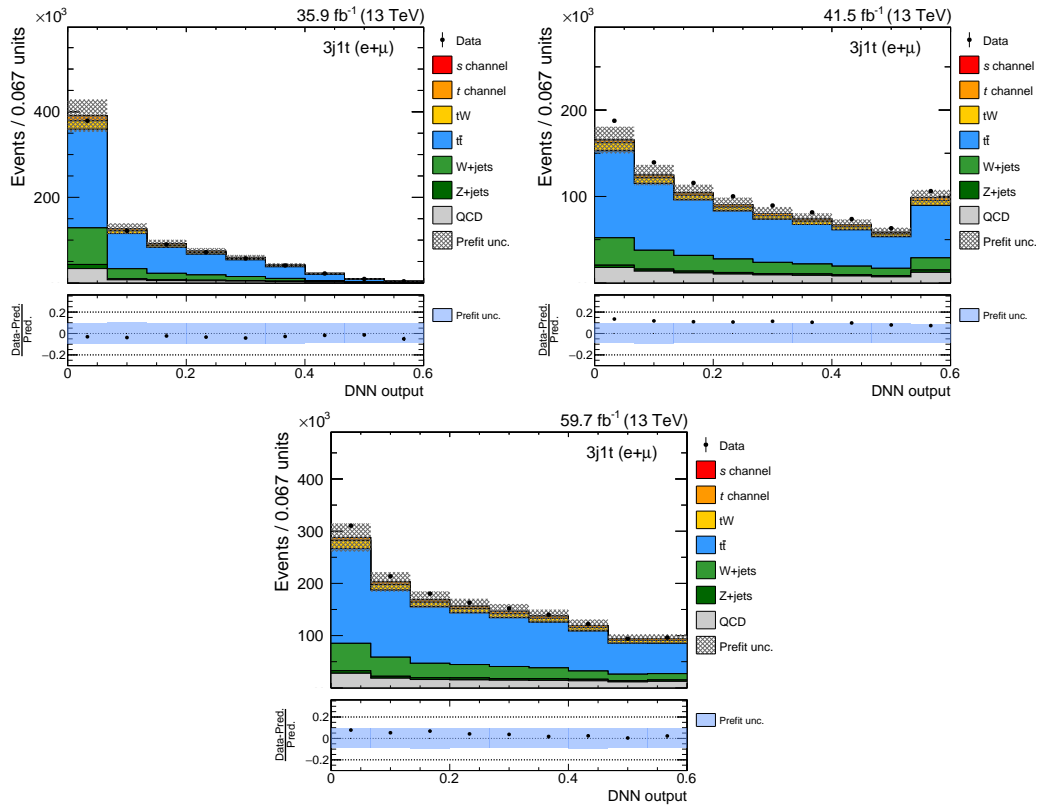 ×10³ 35.9 fb⁻¹ (13 TeV)
Events / 0.067 units
400
200
3j1t (e+μ)
Data
s channel
t channel
tW
tt̄
W+jets
Z+jets
QCD
Prefit unc.
Data-Pred.
Pred.
0.2
0
−0.2
Prefit unc.
0 0.2 0.4 0.6
DNN output
×10³ 41.5 fb⁻¹ (13 TeV)
Events / 0.067 units
200
100
3j1t (e+μ)
Data
s channel
t channel
tW
tt̄
W+jets
Z+jets
QCD
Prefit unc.
Data-Pred.
Pred.
0.2
0
−0.2
Prefit unc.
0 0.2 0.4 0.6
DNN output
×10³ 59.7 fb⁻¹ (13 TeV)
Events / 0.067 units
400
300
200
100
3j1t (e+μ)
Data
s channel
t channel
tW
tt̄
W+jets
Z+jets
QCD
Prefit unc.
Data-Pred.
Pred.
0.2
0
−0.2
Prefit unc.
0 0.2 0.4 0.6
DNN output